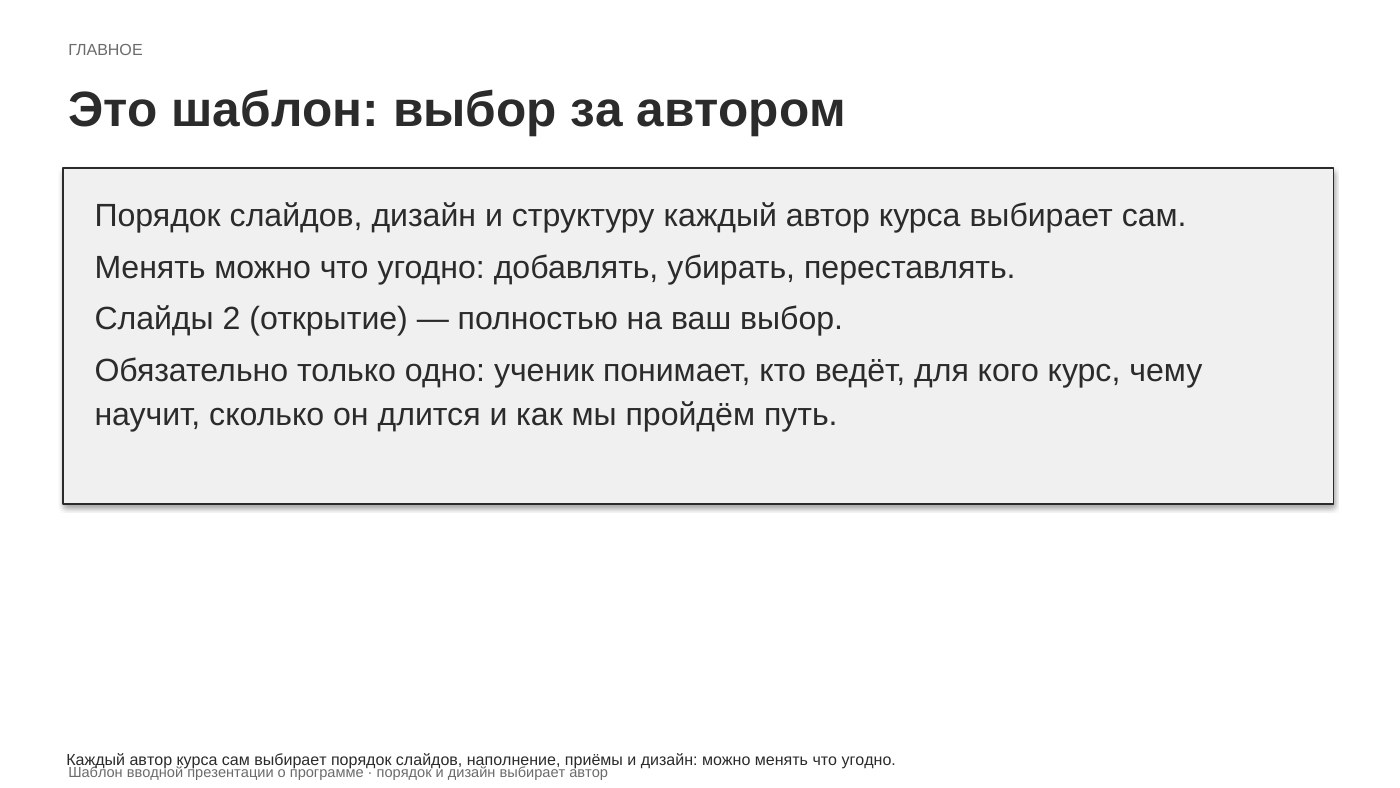 ГЛАВНОЕ
Это шаблон: выбор за автором
Порядок слайдов, дизайн и структуру каждый автор курса выбирает сам.
Менять можно что угодно: добавлять, убирать, переставлять.
Слайды 2 (открытие) — полностью на ваш выбор.
Обязательно только одно: ученик понимает, кто ведёт, для кого курс, чему
научит, сколько он длится и как мы пройдём путь.
Каждый автор курса сам выбирает порядок слайдов, наполнение, приёмы и дизайн: можно менять что угодно.
Шаблон вводной презентации о программе · порядок и дизайн выбирает автор